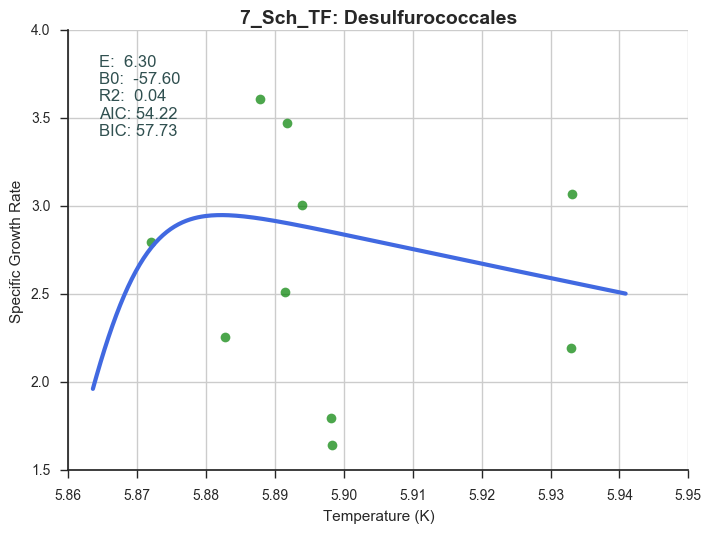 7_Sch_TF: Desulfurococcales
4.0
E:  6.30
B0:  -57.60
R2:  0.04
AIC: 54.22
BIC: 57.73
3.5
3.0
2.5
2.0
1.5
Specific Growth Rate
5.86 5.87 5.88 5.89 5.90 5.91 5.92 5.93 5.94 5.95
Temperature (K)